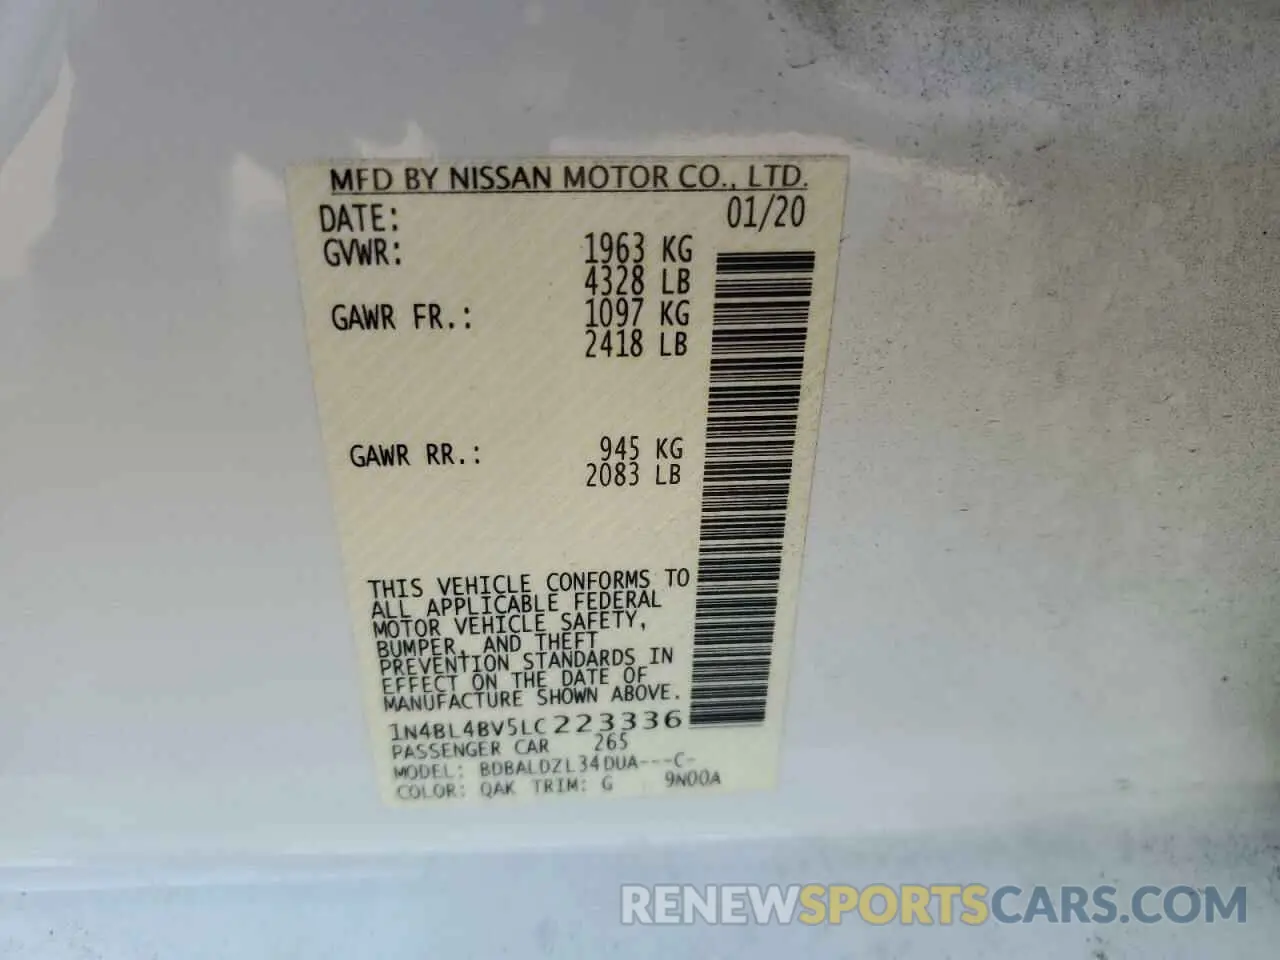 MFD BY NISSAN MOTOR CO., LTD.
DATE: 01/20
GVWR: 1963 KG
4328 LB
GAWR FR.: 1097 KG
2418 LB
GAWR RR.: 945 KG
2083 LB
THIS VEHICLE CONFORMS TO
ALL APPLICABLE FEDERAL
MOTOR VEHICLE SAFETY,
BUMPER, AND THEFT
PREVENTION STANDARDS IN
EFFECT ON THE DATE OF
MANUFACTURE SHOWN ABOVE.
1N4BL4BV5LC223336
PASSENGER CAR 265
MODEL: BDBALDZL34DUA---C-
COLOR: QAK TRIM: G 9N00A
RENEWSPORTSCARS.COM